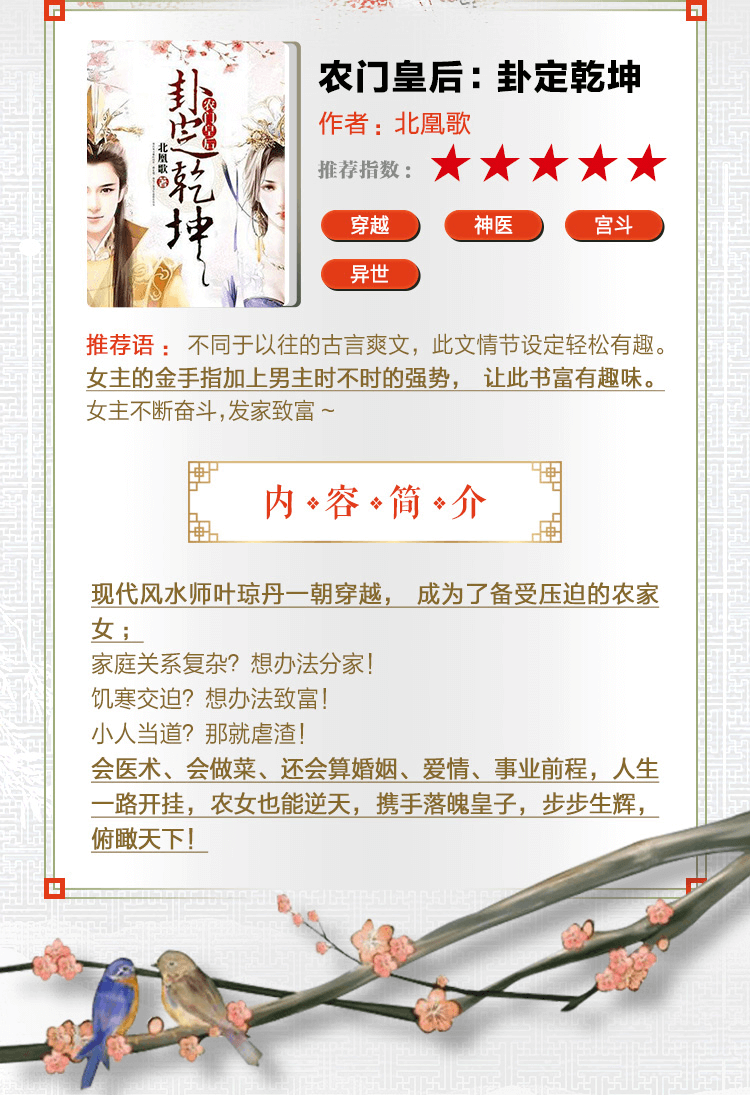 卦定乾坤
农门皇后
北凰歌 著
农门皇后：卦定乾坤
作者：北凰歌
推荐指数：★★★★★
穿越 神医 宫斗
异世
推荐语： 不同于以往的古言爽文，此文情节设定轻松有趣。
女主的金手指加上男主时不时的强势， 让此书富有趣味。
女主不断奋斗，发家致富～
内容简介
现代风水师叶琼丹一朝穿越， 成为了备受压迫的农家
女；
家庭关系复杂？想办法分家！
饥寒交迫？想办法致富！
小人当道？那就虐渣！
会医术、会做菜、还会算婚姻、爱情、事业前程，人生
一路开挂，农女也能逆天，携手落魄皇子，步步生辉，
俯瞰天下！